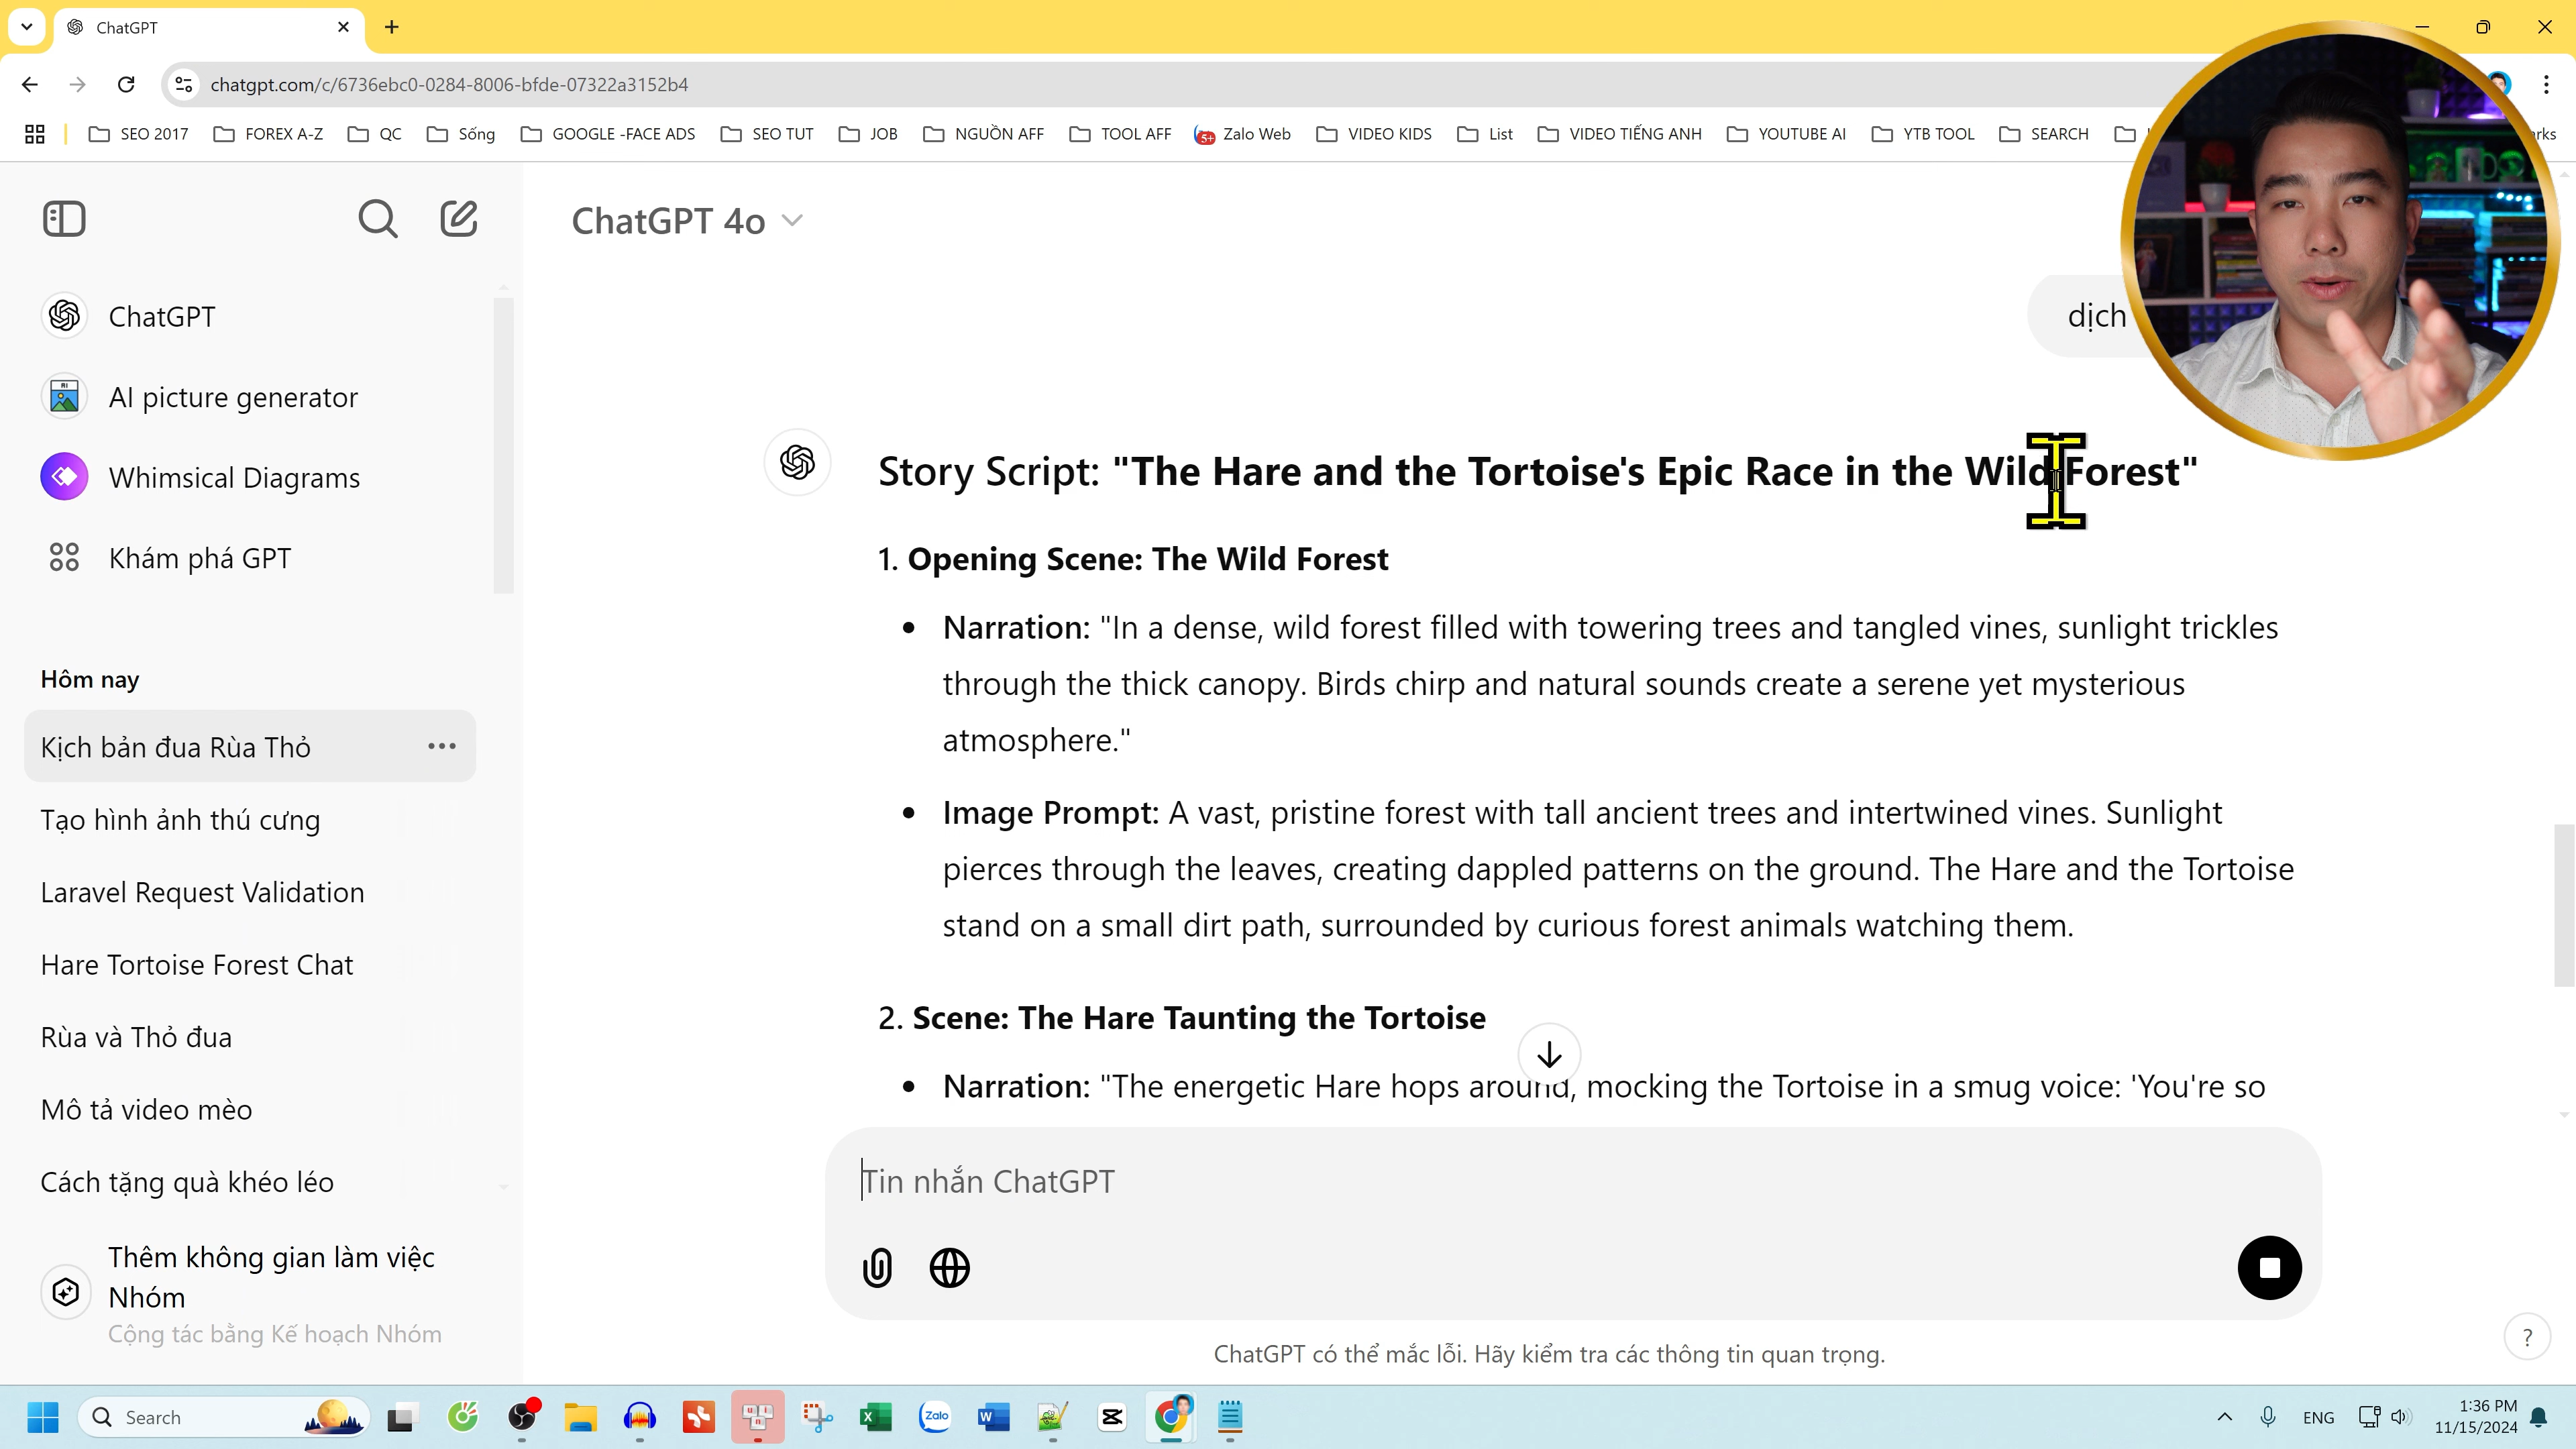 ChatGPT
chatgpt.com/c/6736ebc0-0284-8006-bfde-07322a3152b4
SEO 2017
FOREX A-Z
QC
Sống
GOOGLE -FACE ADS
SEO TUT
JOB
NGUỒN AFF
TOOL AFF
5+
Zalo Web
VIDEO KIDS
List
VIDEO TIẾNG ANH
YOUTUBE AI
YTB TOOL
SEARCH
ChatGPT 4o
ChatGPT
AI picture generator
Whimsical Diagrams
Khám phá GPT
Hôm nay
Kịch bản đua Rùa Thỏ
Tạo hình ảnh thú cưng
Laravel Request Validation
Hare Tortoise Forest Chat
Rùa và Thỏ đua
Mô tả video mèo
Cách tặng quà khéo léo
Thêm không gian làm việc
Nhóm
Cộng tác bằng Kế hoạch Nhóm
dịch
Story Script: "The Hare and the Tortoise's Epic Race in the Wild Forest"
1. Opening Scene: The Wild Forest
• Narration: "In a dense, wild forest filled with towering trees and tangled vines, sunlight trickles
through the thick canopy. Birds chirp and natural sounds create a serene yet mysterious
atmosphere."
• Image Prompt: A vast, pristine forest with tall ancient trees and intertwined vines. Sunlight
pierces through the leaves, creating dappled patterns on the ground. The Hare and the Tortoise
stand on a small dirt path, surrounded by curious forest animals watching them.
2. Scene: The Hare Taunting the Tortoise
• Narration: "The energetic Hare hops around, mocking the Tortoise in a smug voice: 'You're so
Tin nhắn ChatGPT
ChatGPT có thể mắc lỗi. Hãy kiểm tra các thông tin quan trọng.
?
Search
Zalo
ENG
1:36 PM
11/15/2024